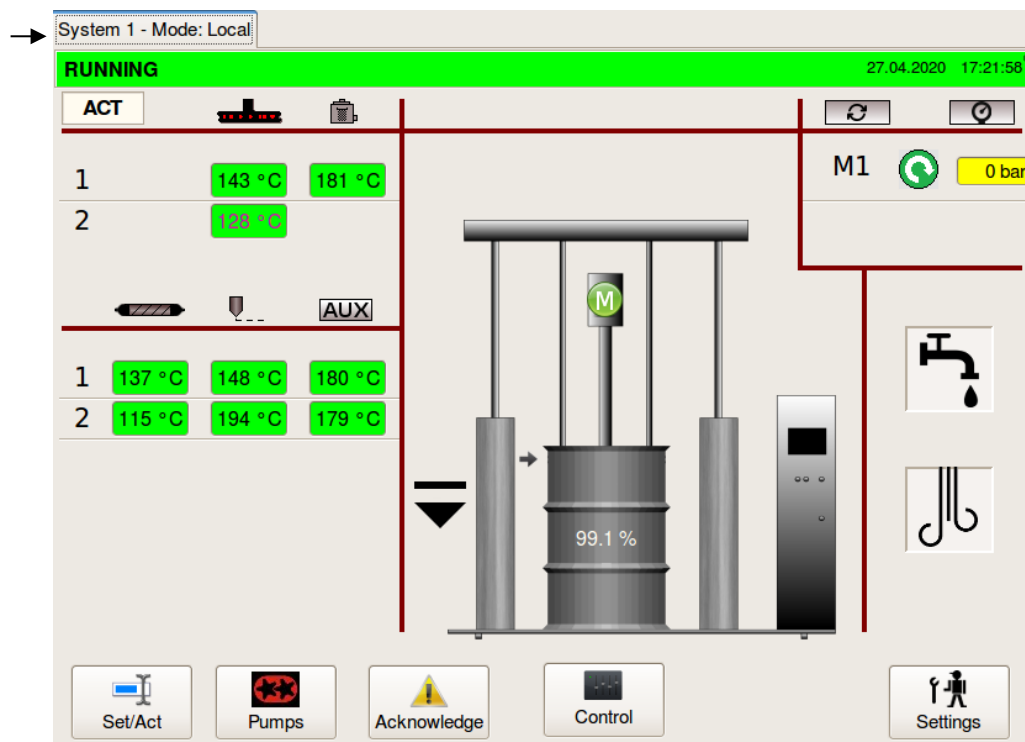 System 1 - Mode: Local
RUNNING 27.04.2020 17:21:58
ACT
M1 0 bar
1 143 °C 181 °C
2 128 °C
AUX
M
1 137 °C 148 °C 180 °C
2 115 °C 194 °C 179 °C
99.1 %
Set/Act Pumps Acknowledge Control Settings